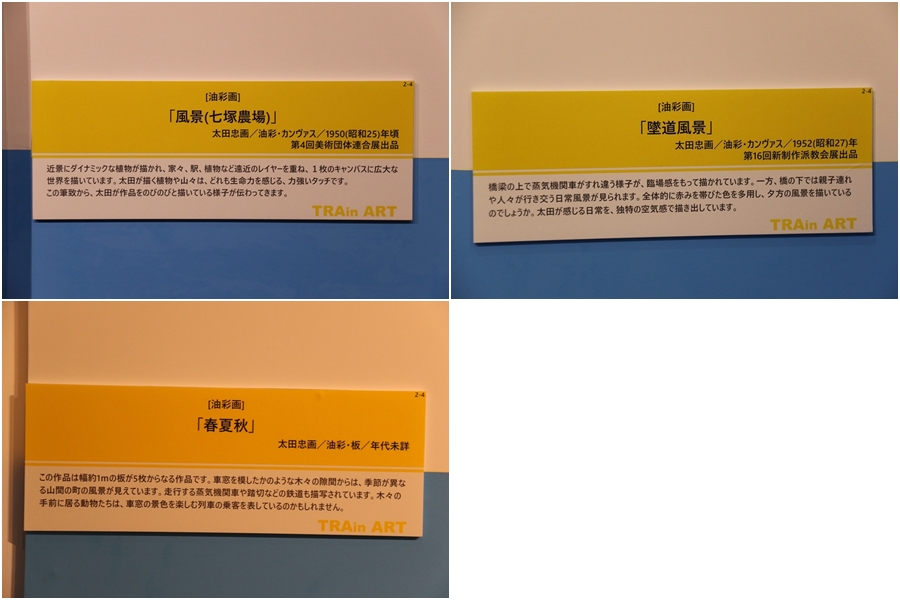 2-4
[油彩画]
「風景(七塚農場)」
太田忠画／油彩・カンヴァス／1950(昭和25)年頃
第4回美術団体連合展出品
近景にダイナミックな植物が描かれ、家々、駅、植物など遠近のレイヤーを重ね、1枚のキャンバスに広大な
世界を描いています。太田が描く植物や山々は、どれも生命力を感じる、力強いタッチです。
この筆致から、太田が作品をのびのびと描いている様子が伝わってきます。
TRAin ART
2-4
[油彩画]
「墜道風景」
太田忠画／油彩・カンヴァス／1952(昭和27)年
第16回新制作派教会展出品
橋梁の上で蒸気機関車がすれ違う様子が、臨場感をもって描かれています。一方、橋の下では親子連れ
や人々が行き交う日常風景が見られます。全体的に赤みを帯びた色を多用し、夕方の風景を描いている
のでしょうか。太田が感じる日常を、独特の空気感で描き出しています。
TRAin ART
2-4
[油彩画]
「春夏秋」
太田忠画／油彩・板／年代未詳
この作品は幅約1mの板が5枚からなる作品です。車窓を模したかのような木々の隙間からは、季節が異な
る山間の町の風景が見えています。走行する蒸気機関車や踏切などの鉄道も描写されています。木々の
手前に居る動物たちは、車窓の景色を楽しむ列車の乗客を表しているのかもしれません。
TRAin ART